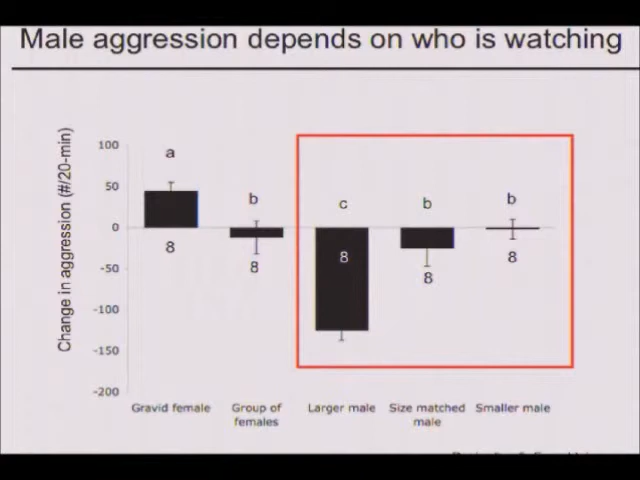 Male aggression depends on who is watching
Change in aggression (#/20-min)
100
50
0
-50
-100
-150
-200
a
b
c
b
b
8
8
8
8
8
Gravid female
Group of females
Larger male
Size matched male
Smaller male